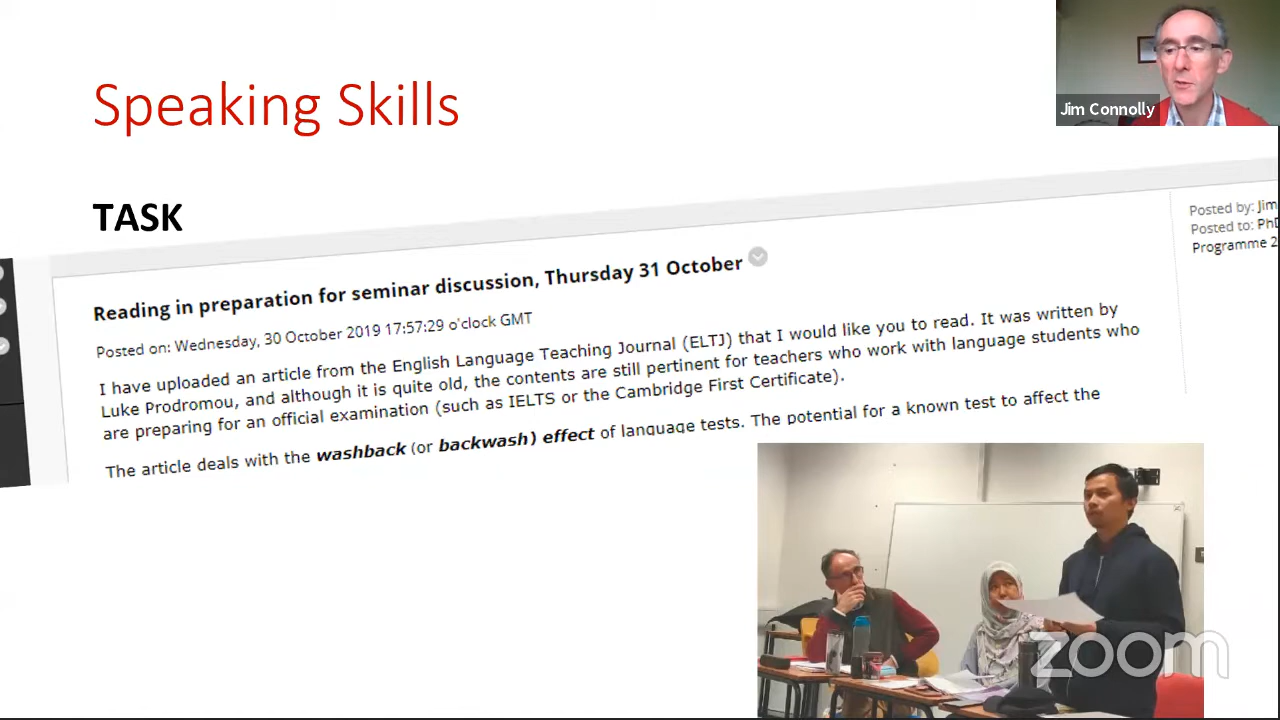 Speaking Skills
Jim Connolly
TASK
Posted by: Jim
Posted to: PhD
Programme 2
Reading in preparation for seminar discussion, Thursday 31 October
Posted on: Wednesday, 30 October 2019 17:57:29 o'clock GMT
I have uploaded an article from the English Language Teaching Journal (ELTJ) that I would like you to read. It was written by
Luke Prodromou, and although it is quite old, the contents are still pertinent for teachers who work with language students who
are preparing for an official examination (such as IELTS or the Cambridge First Certificate).
The article deals with the washback (or backwash) effect of language tests. The potential for a known test to affect the
zoom